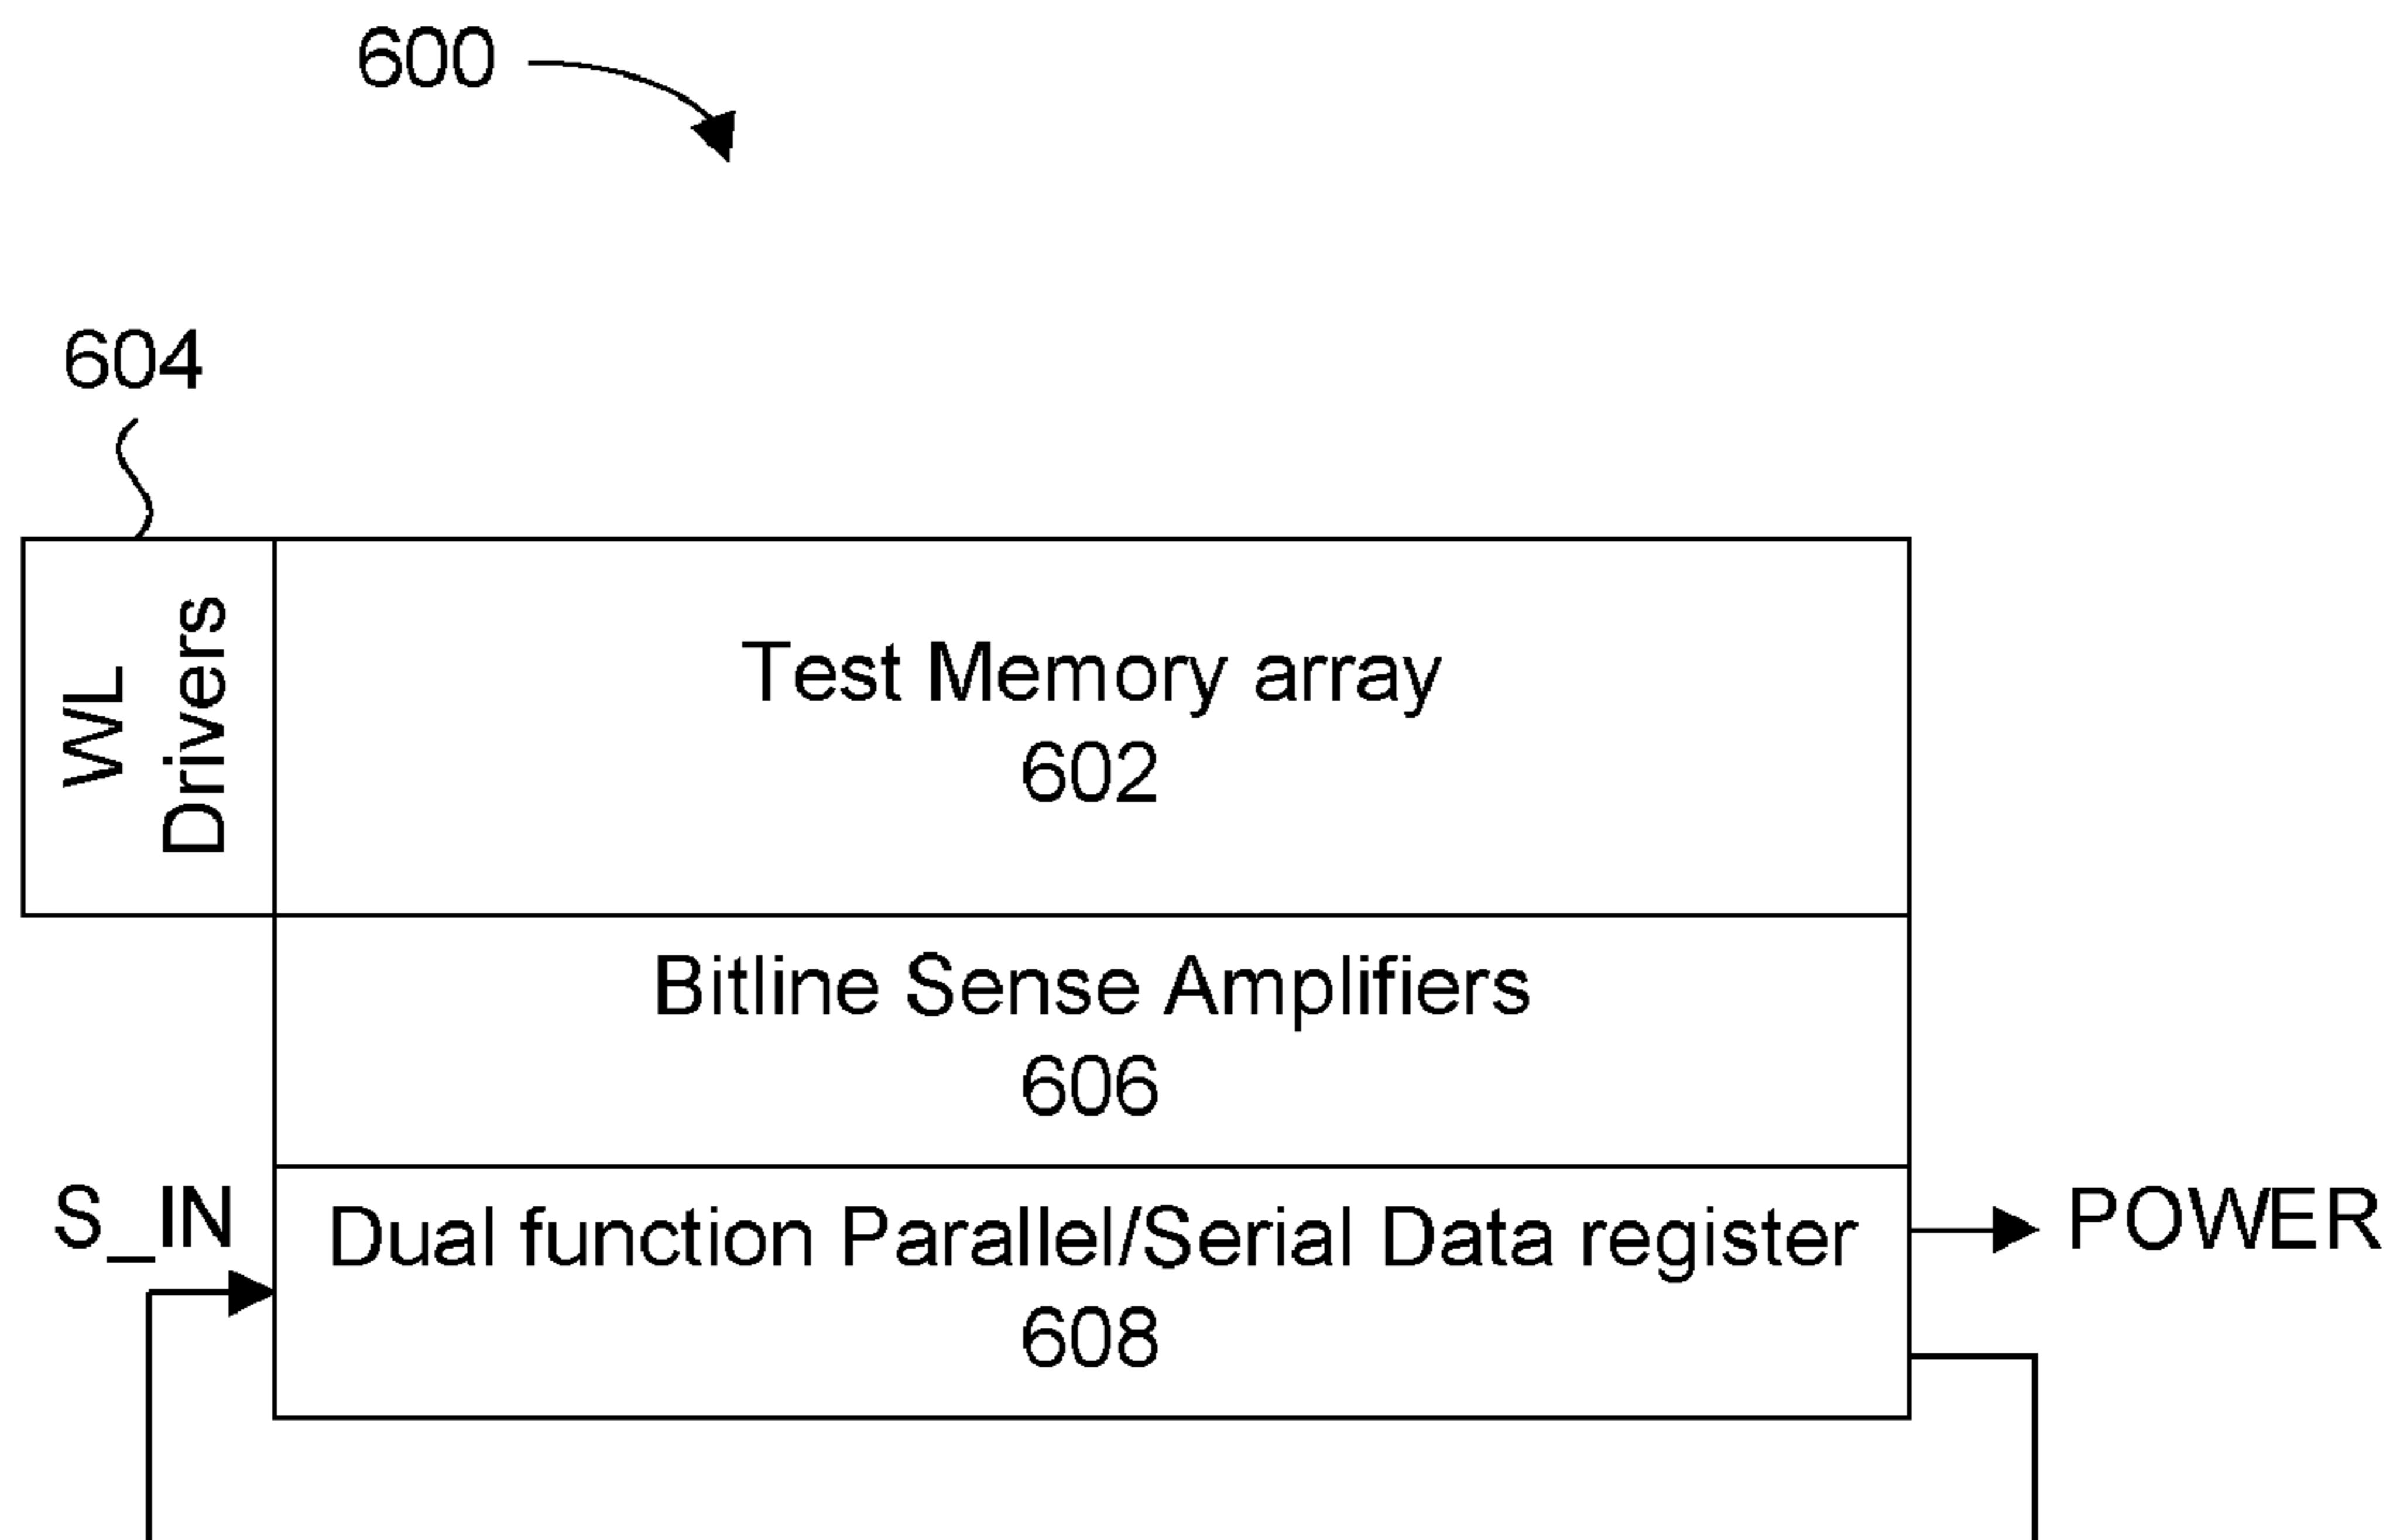 600
604
WL
Drivers
Test Memory array
602
Bitline Sense Amplifiers
606
S_IN
Dual function Parallel/Serial Data register
608
POWER